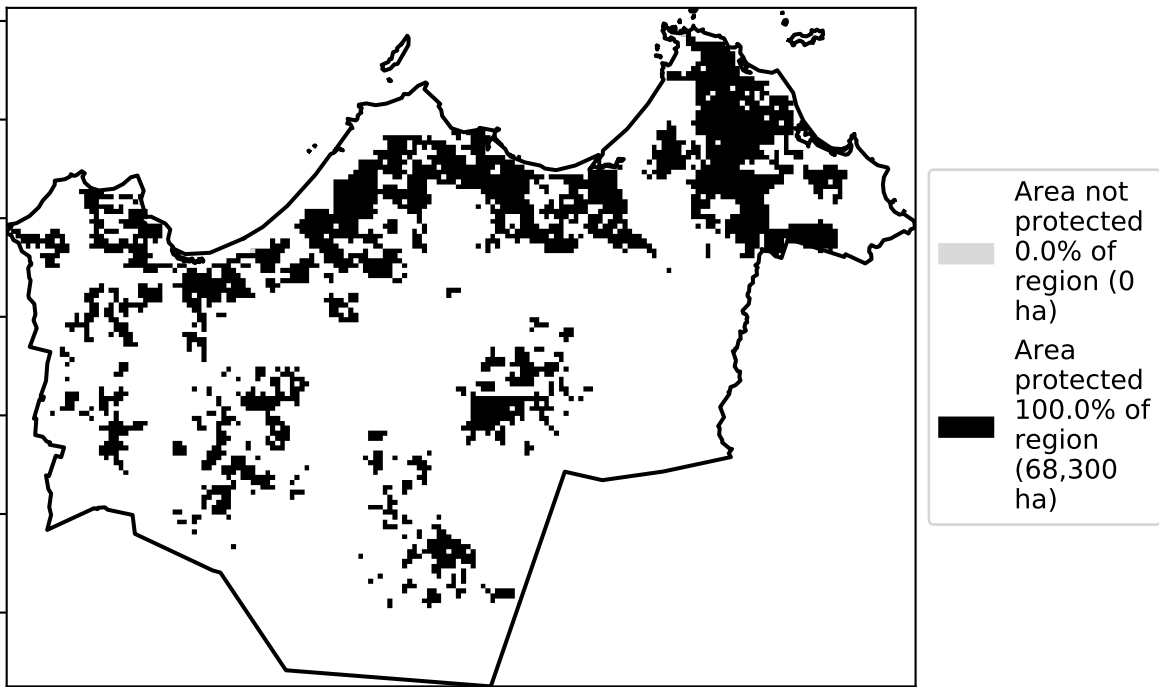 Area not
protected
0.0% of
region (0
ha)
Area
protected
100.0% of
region
(68,300
ha)